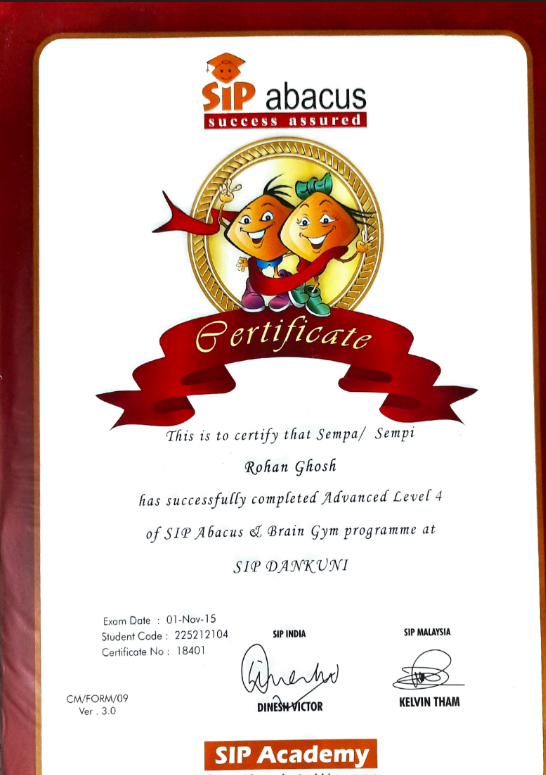 SIP abacus
success assured
Certificate
This is to certify that Sempa/ Sempi
Rohan Ghosh
has successfully completed Advanced Level 4
of SIP Abacus & Brain Gym programme at
SIP DANKUNI
Exam Date : 01-Nov-15
Student Code : 225212104
Certificate No : 18401
SIP INDIA
SIP MALAYSIA
DINESH VICTOR
KELVIN THAM
CM/FORM/09
Ver . 3.0
SIP Academy